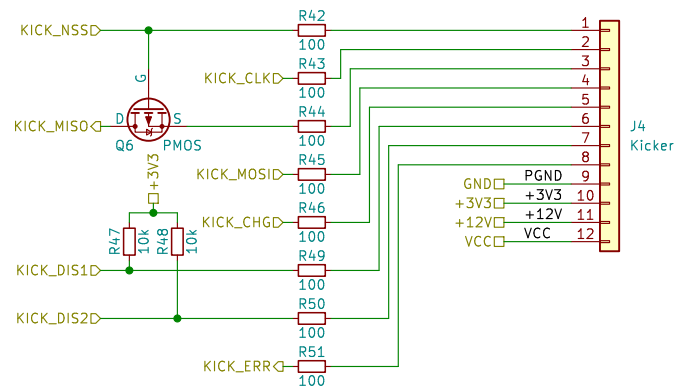 R42
KICK_NSS
100
1
R43
2
KICK_CLK
100
3
G
4
R44
5
KICK_MISO
D
S
100
6
J4
Q6
PMOS
7
Kicker
+3V3
R45
8
KICK_MOSI
100
PGND
9
GND
+3V3
10
+3V3
R46
+12V
11
KICK_CHG
+12V
100
VCC
12
VCC
R47
10k
R48
10k
R49
KICK_DIS1
100
R50
KICK_DIS2
100
R51
KICK_ERR
100